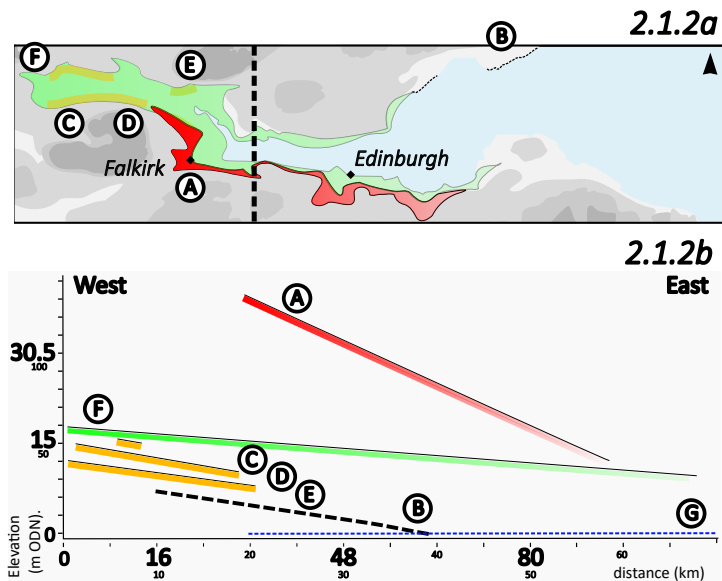 2.1.2a
F
E
B
C
D
Falkirk
Edinburgh
A
2.1.2b
West
East
A
30.5
100
F
15
50
C
D
E
B
G
0
Elevation
(m ODN).
0
16
20
48
40
80
60
10
30
50
distance (km)